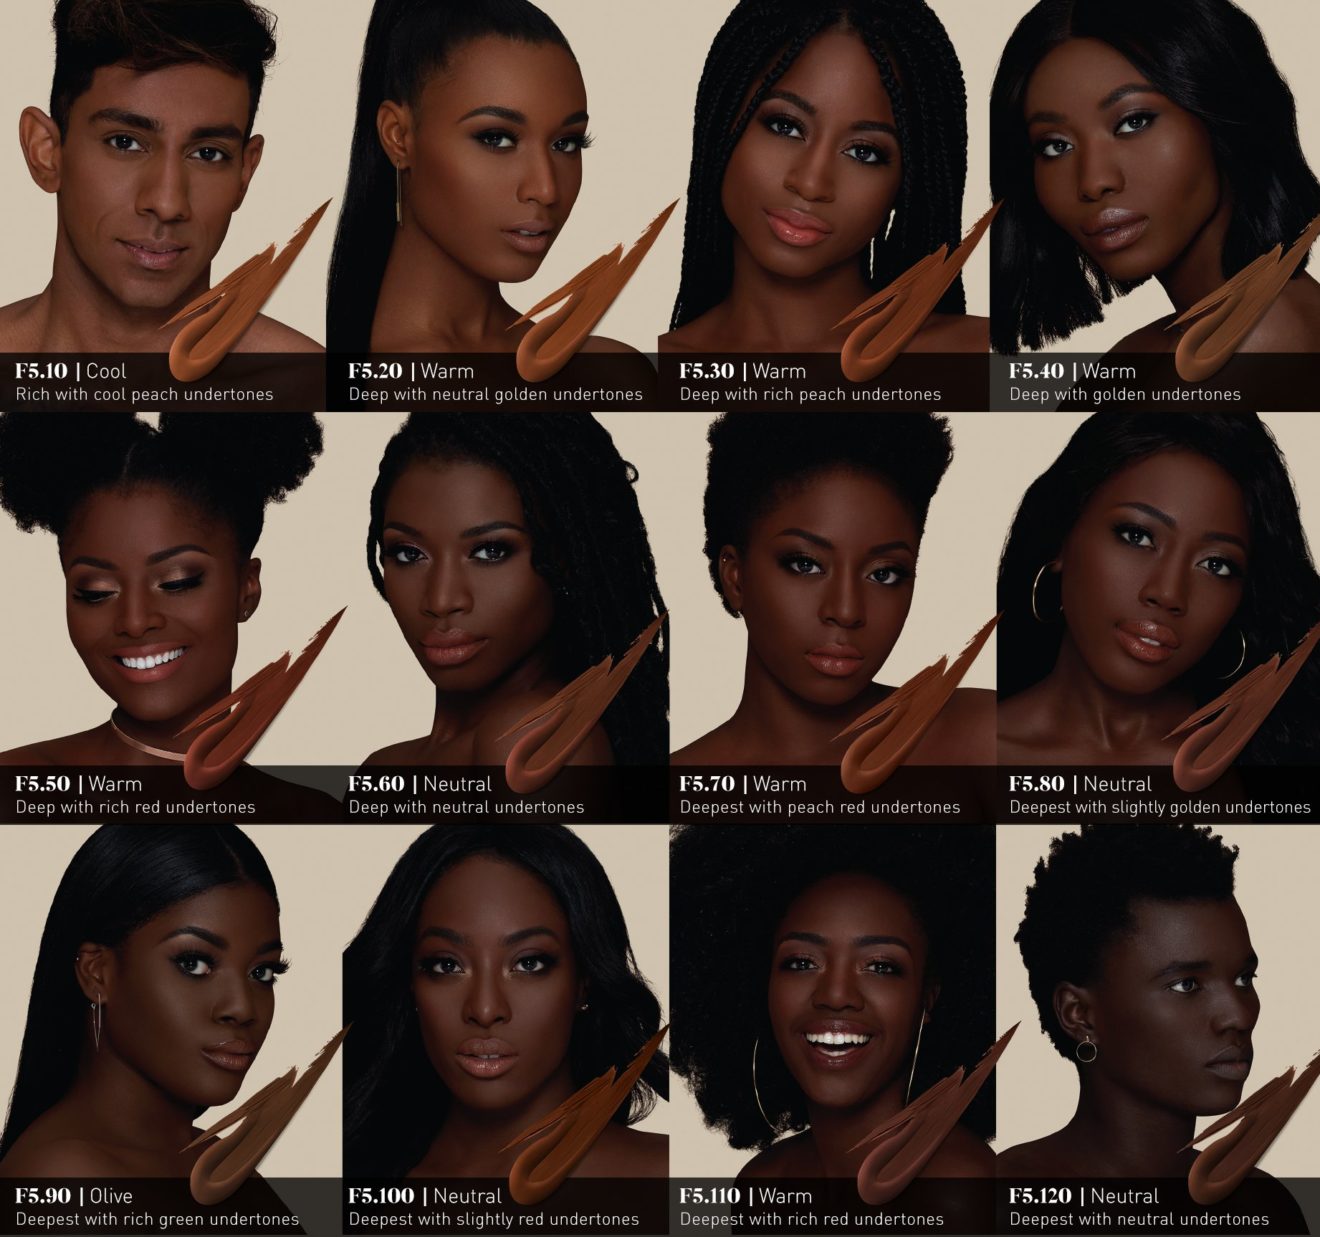 F5.10 | Cool
Rich with cool peach undertones
F5.20 | Warm
Deep with neutral golden undertones
F5.30 | Warm
Deep with rich peach undertones
F5.40 | Warm
Deep with golden undertones
F5.50 | Warm
Deep with rich red undertones
F5.60 | Neutral
Deep with neutral undertones
F5.70 | Warm
Deepest with peach red undertones
F5.80 | Neutral
Deepest with slightly golden undertones
F5.90 | Olive
Deepest with rich green undertones
F5.100 | Neutral
Deepest with slightly red undertones
F5.110 | Warm
Deepest with rich red undertones
F5.120 | Neutral
Deepest with neutral undertones